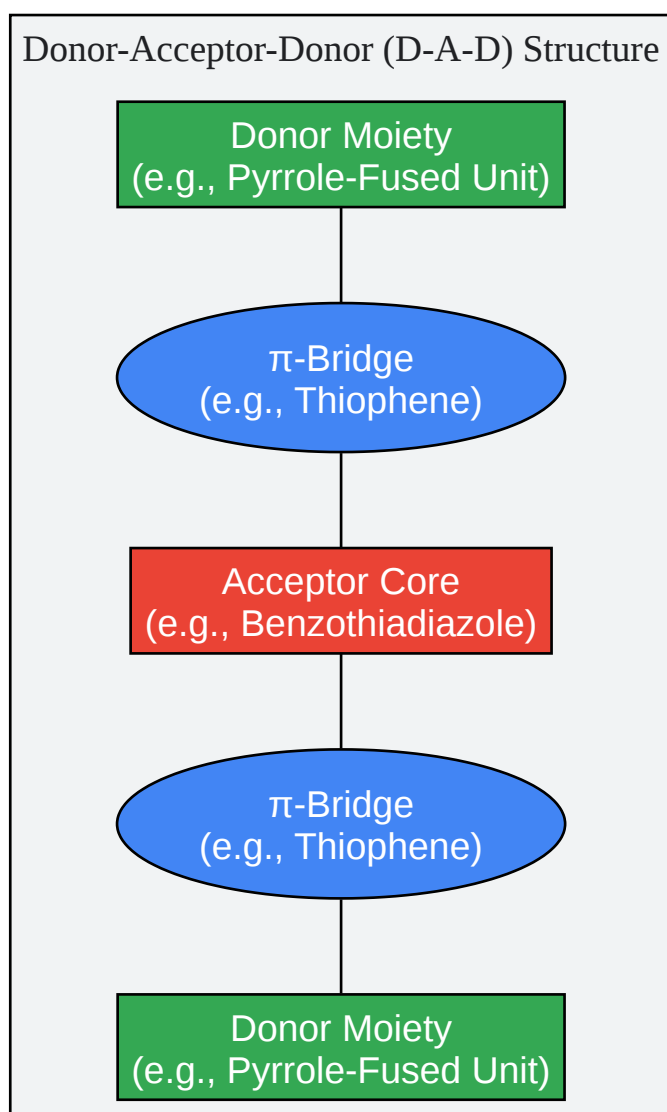 Donor-Acceptor-Donor (D-A-D) Structure
Donor Moiety
(e.g., Pyrrole-Fused Unit)
π-Bridge
(e.g., Thiophene)
Acceptor Core
(e.g., Benzothiadiazole)
π-Bridge
(e.g., Thiophene)
Donor Moiety
(e.g., Pyrrole-Fused Unit)